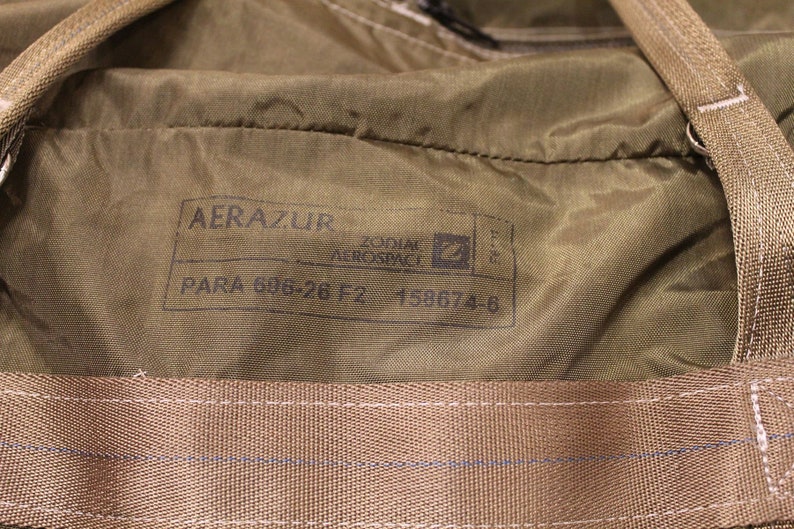 AERAZUR
ZODIAC
AEROSPACE
PARA 696-26 F2 158674-6